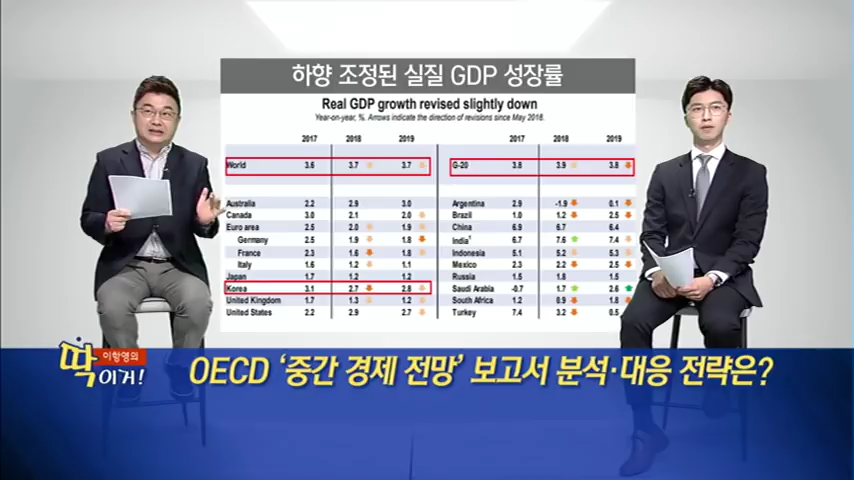 하향 조정된 실질 GDP 성장률
Real GDP growth revised slightly down
Year-on-year, %. Arrows indicate the direction of revisions since May 2018.
2017 2018 2019
World 3.6 3.7 3.7
Australia 2.2 2.9 3.0
Canada 3.0 2.1 2.0
Euro area 2.5 2.0 1.9
Germany 2.5 1.9 1.8
France 2.3 1.6 1.8
Italy 1.6 1.2 1.1
Japan 1.7 1.2 1.2
Korea 3.1 2.7 2.8
United Kingdom 1.7 1.3 1.2
United States 2.2 2.9 2.7
2017 2018 2019
G-20 3.8 3.9 3.8
Argentina 2.9 -1.9 0.1
Brazil 1.0 1.2 2.5
China 6.9 6.7 6.4
India¹ 6.7 7.6 7.4
Indonesia 5.1 5.2 5.3
Mexico 2.3 2.2 2.5
Russia 1.5 1.8 1.5
Saudi Arabia -0.7 1.7 2.6
South Africa 1.2 0.9 1.8
Turkey 7.4 3.2 0.5
이항영의
딱 이거!
OECD ‘중간 경제 전망’ 보고서 분석·대응 전략은?